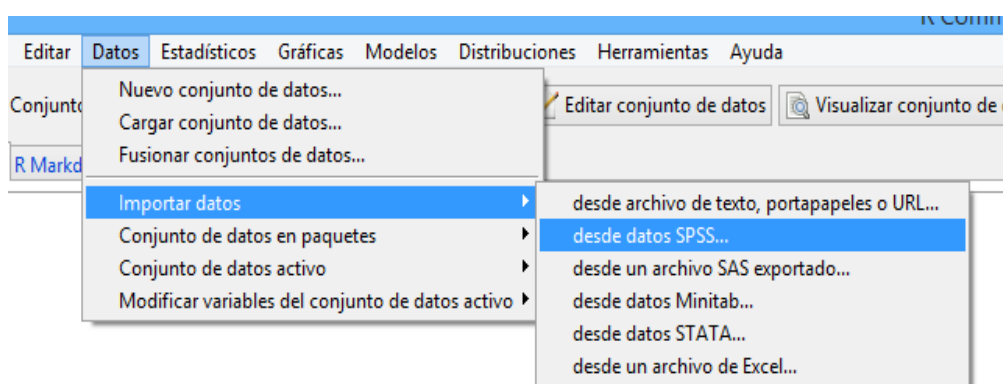 R Comm
Editar Datos Estadísticos Gráficas Modelos Distribuciones Herramientas Ayuda
Conjunto
Editar conjunto de datos
Visualizar conjunto de
R Markd
Nuevo conjunto de datos...
Cargar conjunto de datos...
Fusionar conjuntos de datos...
Importar datos
Conjunto de datos en paquetes
Conjunto de datos activo
Modificar variables del conjunto de datos activo
desde archivo de texto, portapapeles o URL...
desde datos SPSS...
desde un archivo SAS exportado...
desde datos Minitab...
desde datos STATA...
desde un archivo de Excel...